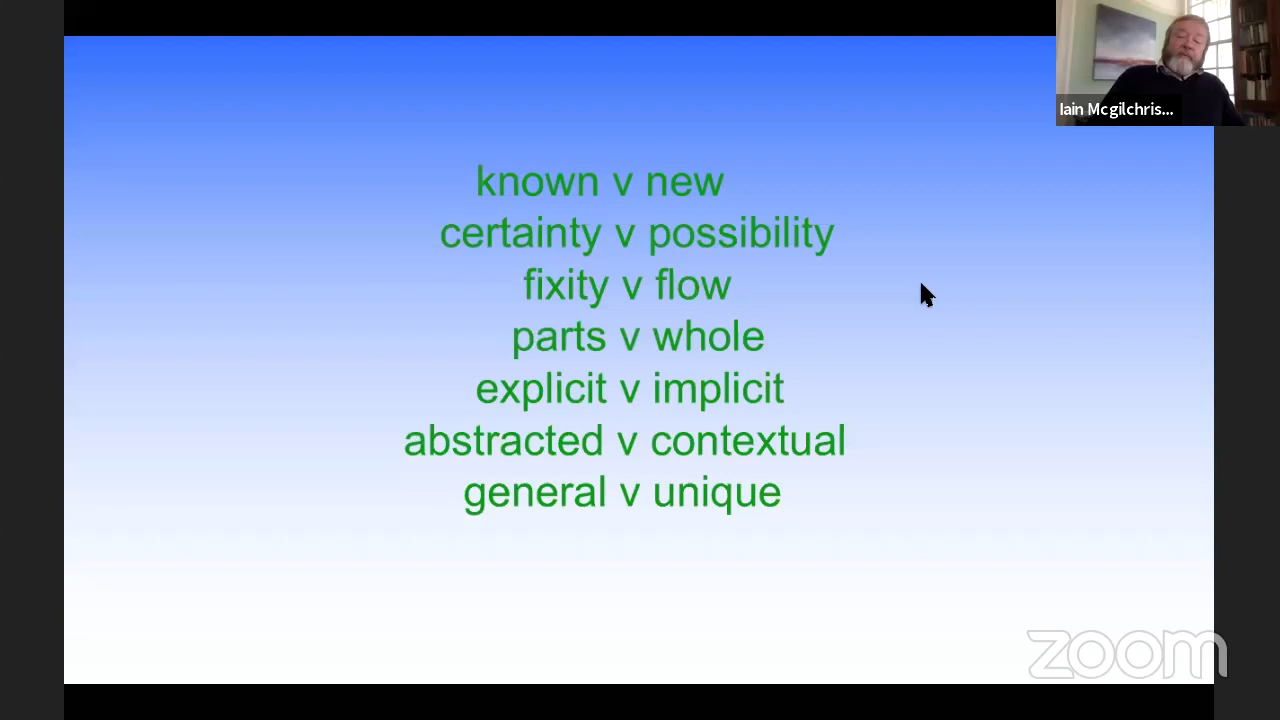 Iain Mcgilchris...
known v new
certainty v possibility
fixity v flow
parts v whole
explicit v implicit
abstracted v contextual
general v unique
zoom